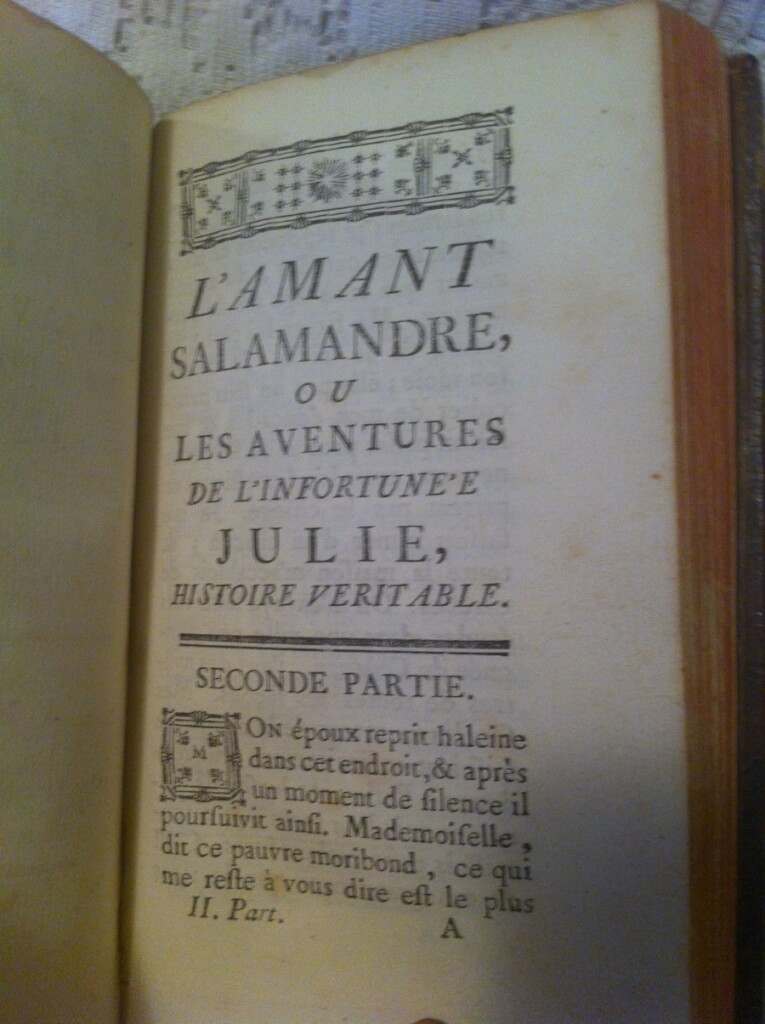 L'AMANT
SALAMANDRE,
OU
LES AVENTURES
DE L'INFORTUNE'E
JULIE,
HISTOIRE VERITABLE.
SECONDE PARTIE.
MON époux reprit haleine
dans cet endroit, & après
un moment de silence il
pourſuivit ainſi. Mademoiſelle,
dit ce pauvre moribond, ce qui
me reſte à vous dire eſt le plus
II. Part. A